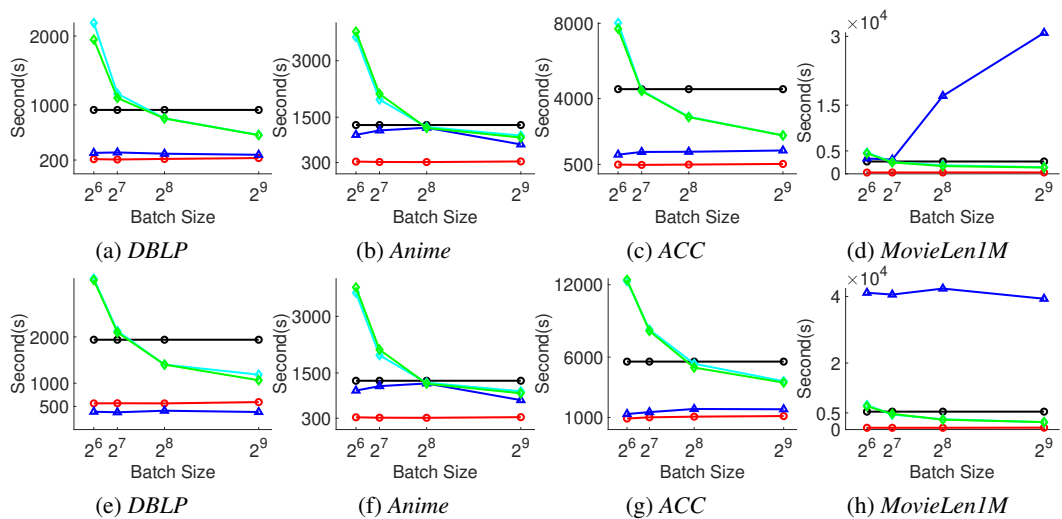 2000
1000
200
Second(s)
2^6 2^7 2^8 2^9
Batch Size
(a) DBLP
3000
1500
300
Second(s)
2^6 2^7 2^8 2^9
Batch Size
(b) Anime
8000
4000
500
Second(s)
2^6 2^7 2^8 2^9
Batch Size
(c) ACC
×10^4
3
1.5
0.5
0
Second(s)
2^6 2^7 2^8 2^9
Batch Size
(d) MovieLen1M
2000
1000
500
Second(s)
2^6 2^7 2^8 2^9
Batch Size
(e) DBLP
3000
1500
300
Second(s)
2^6 2^7 2^8 2^9
Batch Size
(f) Anime
12000
6000
1000
Second(s)
2^6 2^7 2^8 2^9
Batch Size
(g) ACC
×10^4
4
2
0.5
0
Second(s)
2^6 2^7 2^8 2^9
Batch Size
(h) MovieLen1M